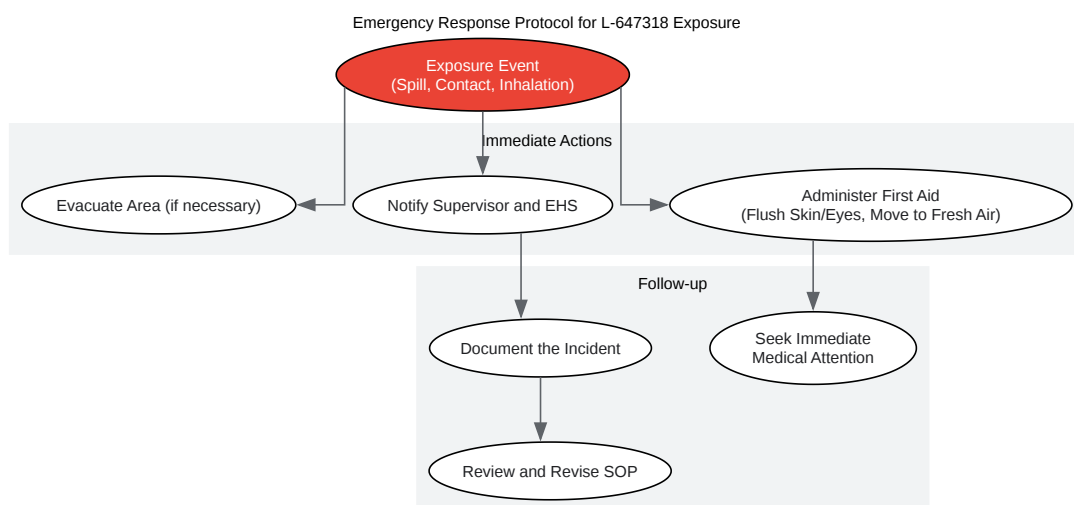 Emergency Response Protocol for L-647318 Exposure
Exposure Event
(Spill, Contact, Inhalation)
Immediate Actions
Evacuate Area (if necessary)
Notify Supervisor and EHS
Administer First Aid
(Flush Skin/Eyes, Move to Fresh Air)
Follow-up
Document the Incident
Seek Immediate
Medical Attention
Review and Revise SOP